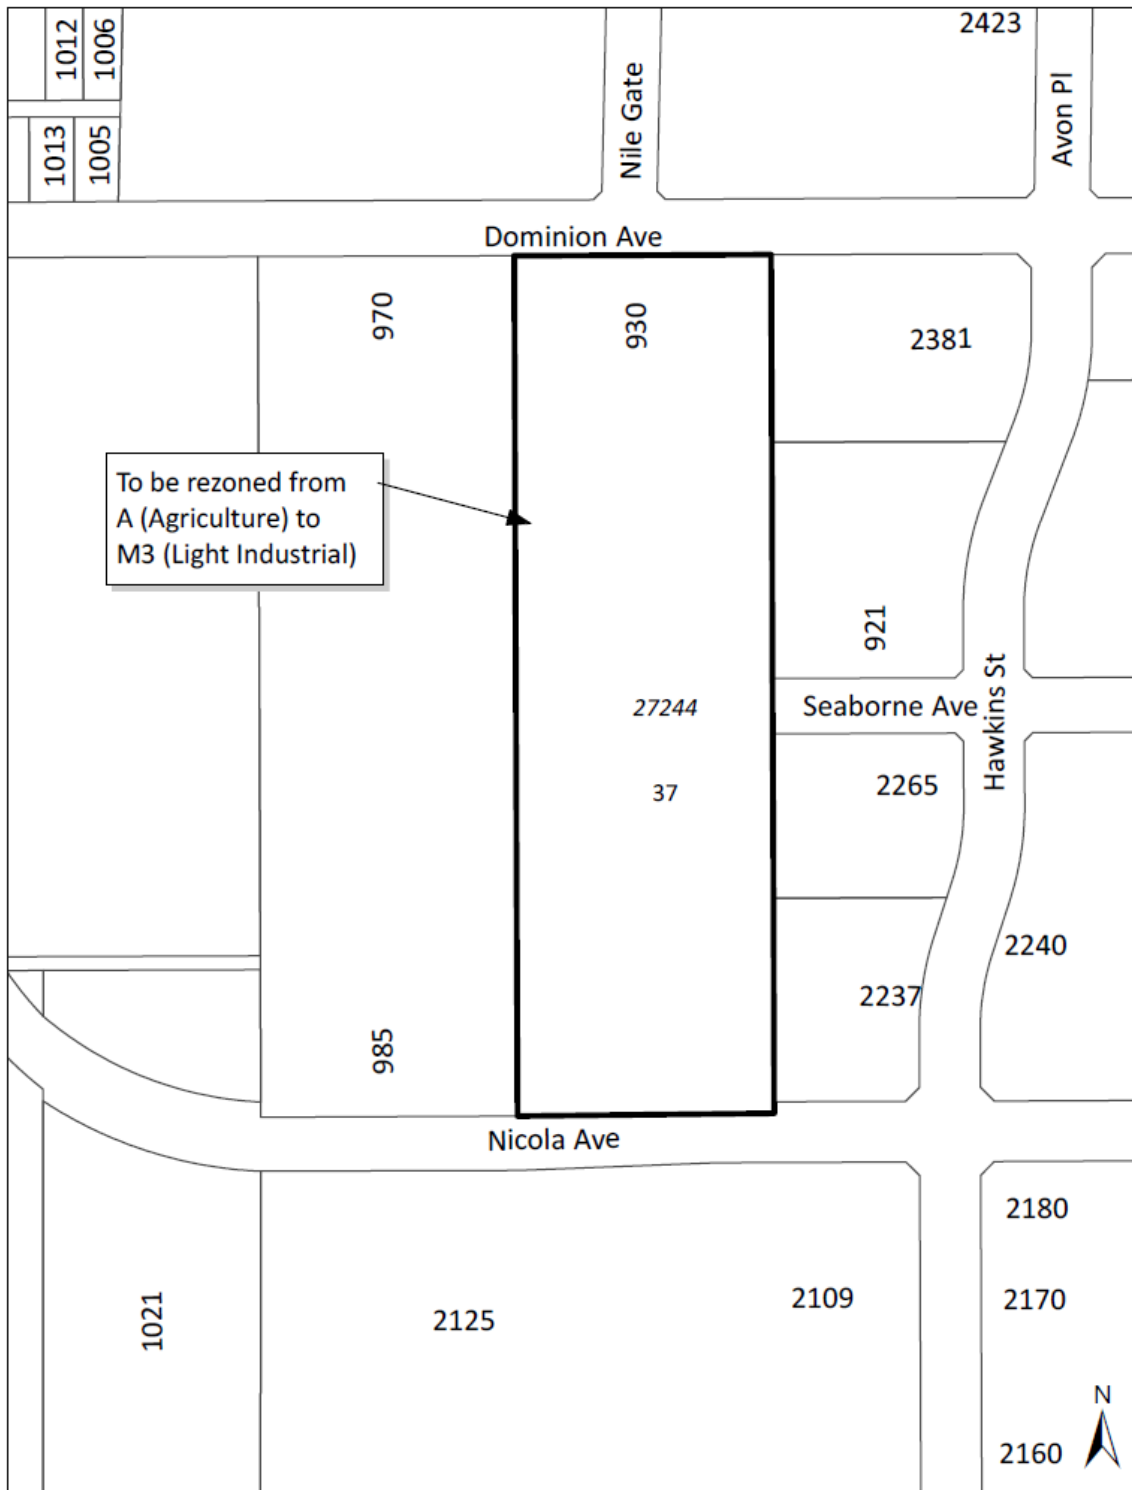 1012
1006
2423
1013
1005
Nile Gate
Avon Pl
Dominion Ave
970
930
2381
To be rezoned from
A (Agriculture) to
M3 (Light Industrial)
921
27244
Seaborne Ave
Hawkins St
37
2265
2240
2237
985
Nicola Ave
2180
1021
2125
2109
2170
N
2160